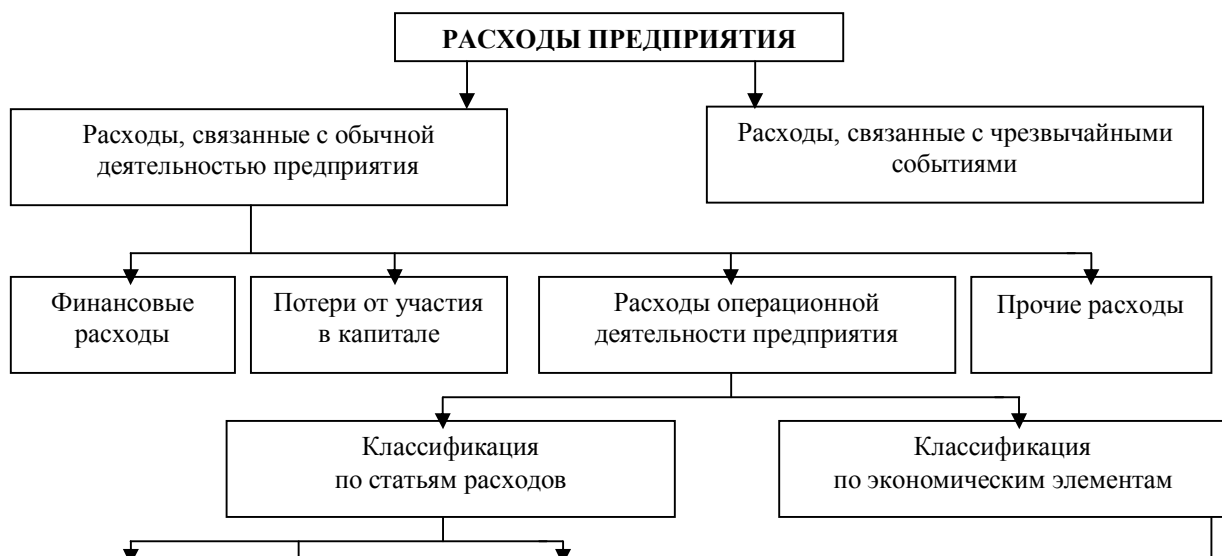 РАСХОДЫ ПРЕДПРИЯТИЯ
Расходы, связанные с обычной
деятельностью предприятия
Расходы, связанные с чрезвычайными
событиями
Финансовые
расходы
Потери от участия
в капитале
Расходы операционной
деятельности предприятия
Прочие расходы
Классификация
по статьям расходов
Классификация
по экономическим элементам